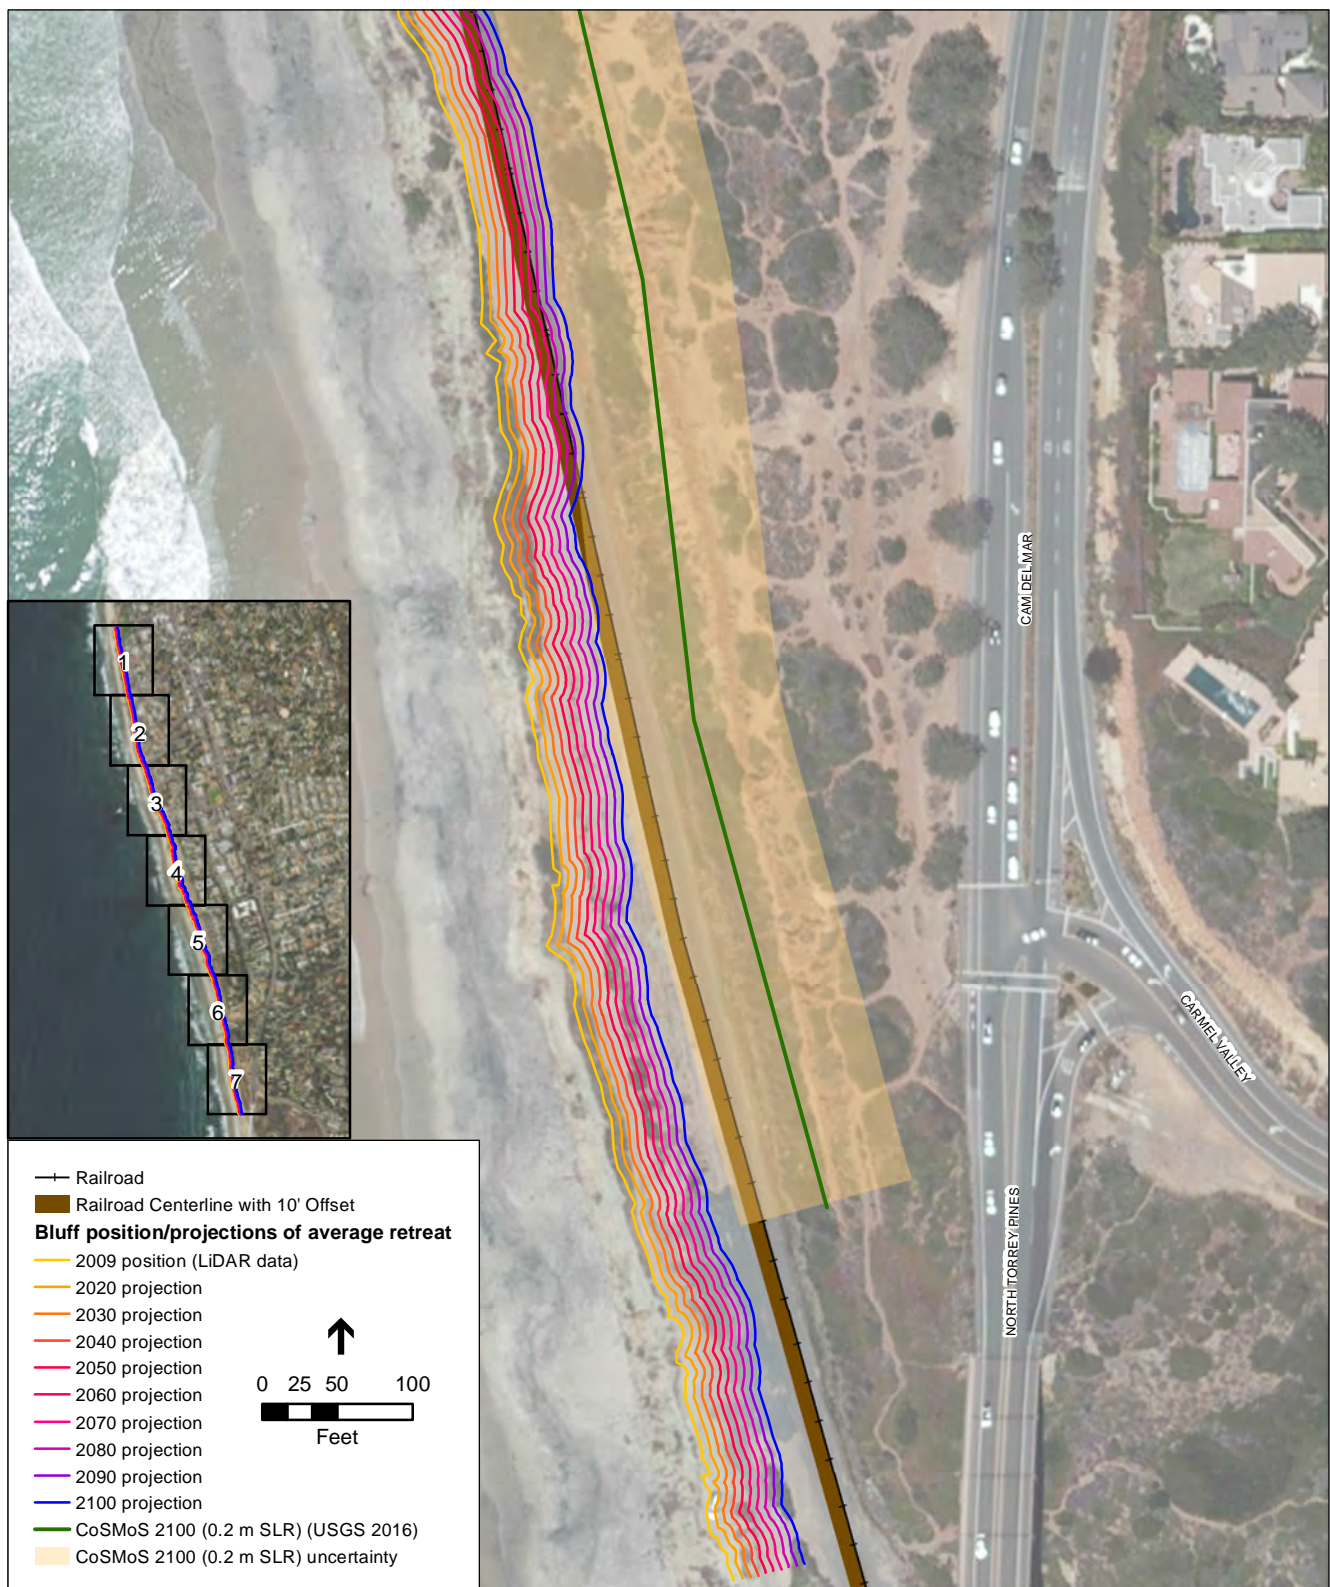 CAM DEL MAR
CARMEL VALLEY
NORTH TORREY PINES
1
2
3
4
5
6
7
Railroad
Railroad Centerline with 10' Offset
Bluff position/projections of average retreat
2009 position (LiDAR data)
2020 projection
2030 projection
2040 projection
2050 projection
2060 projection
2070 projection
2080 projection
2090 projection
2100 projection
CoSMoS 2100 (0.2 m SLR) (USGS 2016)
CoSMoS 2100 (0.2 m SLR) uncertainty
0 25 50 100
Feet